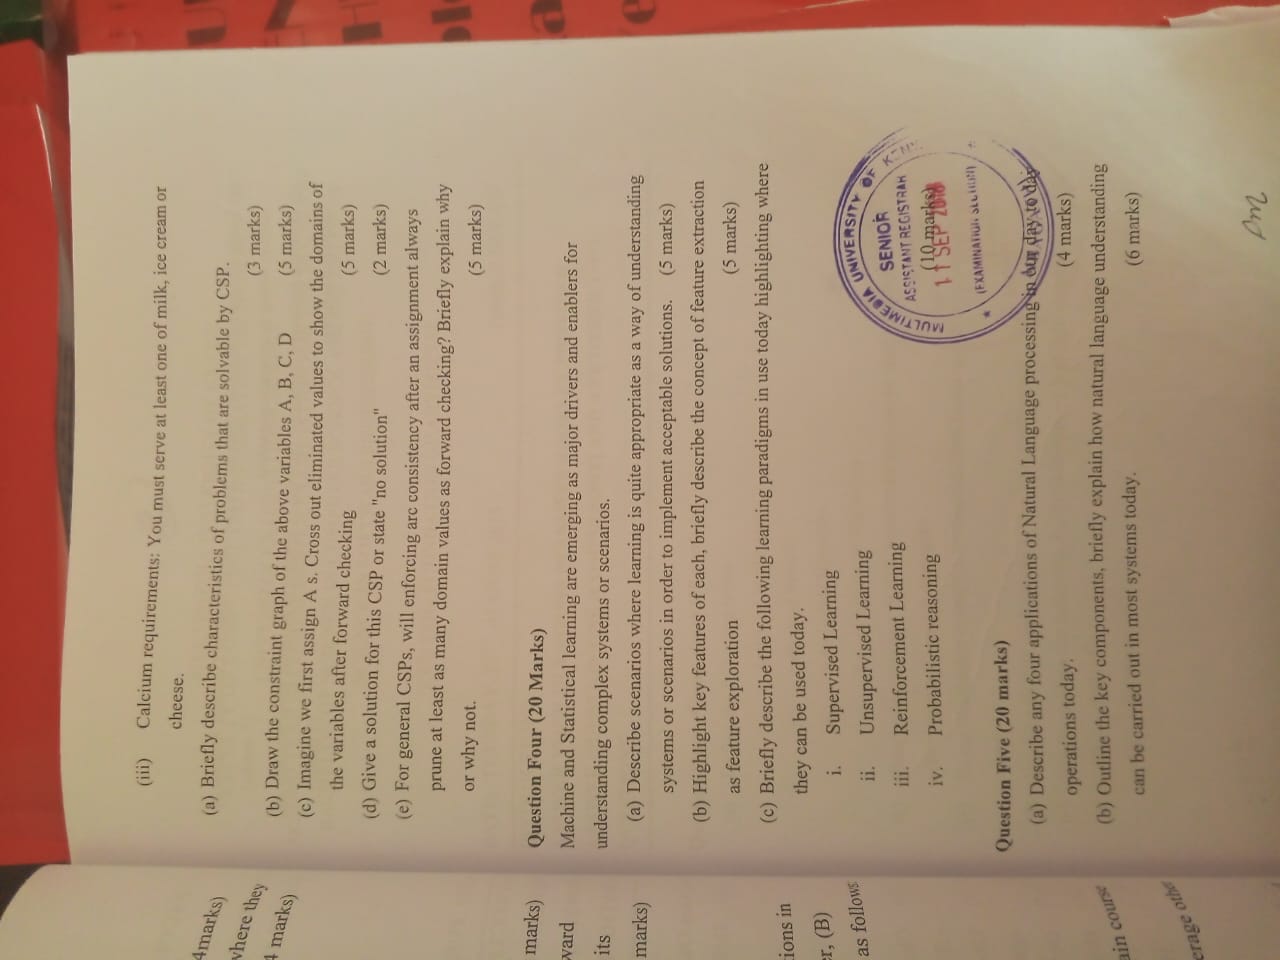 4marks)
where they
4 marks)
marks)
ward
its
marks)
tions in
er, (B)
as follows
ain course
erage other
(iii) Calcium requirements: You must serve at least one of milk, ice cream or
cheese.
(a) Briefly describe characteristics of problems that are solvable by CSP.
(3 marks)
(b) Draw the constraint graph of the above variables A, B, C, D (5 marks)
(c) Imagine we first assign A s. Cross out eliminated values to show the domains of
the variables after forward checking (5 marks)
(d) Give a solution for this CSP or state "no solution" (2 marks)
(e) For general CSPs, will enforcing arc consistency after an assignment always
prune at least as many domain values as forward checking? Briefly explain why
or why not. (5 marks)
Question Four (20 Marks)
Machine and Statistical learning are emerging as major drivers and enablers for
understanding complex systems or scenarios.
(a) Describe scenarios where learning is quite appropriate as a way of understanding
systems or scenarios in order to implement acceptable solutions. (5 marks)
(b) Highlight key features of each, briefly describe the concept of feature extraction
as feature exploration (5 marks)
(c) Briefly describe the following learning paradigms in use today highlighting where
they can be used today.
i. Supervised Learning
ii. Unsupervised Learning
iii. Reinforcement Learning
iv. Probabilistic reasoning
(10 marks)
MULTIMEDIA UNIVERSITY OF
SENIOR
ASSISTANT REGISTRAR
11 SEP 2018
(EXAMINATION SECTION)
Question Five (20 marks)
(a) Describe any four applications of Natural Language processing in our day to day
operations today. (4 marks)
(b) Outline the key components, briefly explain how natural language understanding
can be carried out in most systems today. (6 marks)